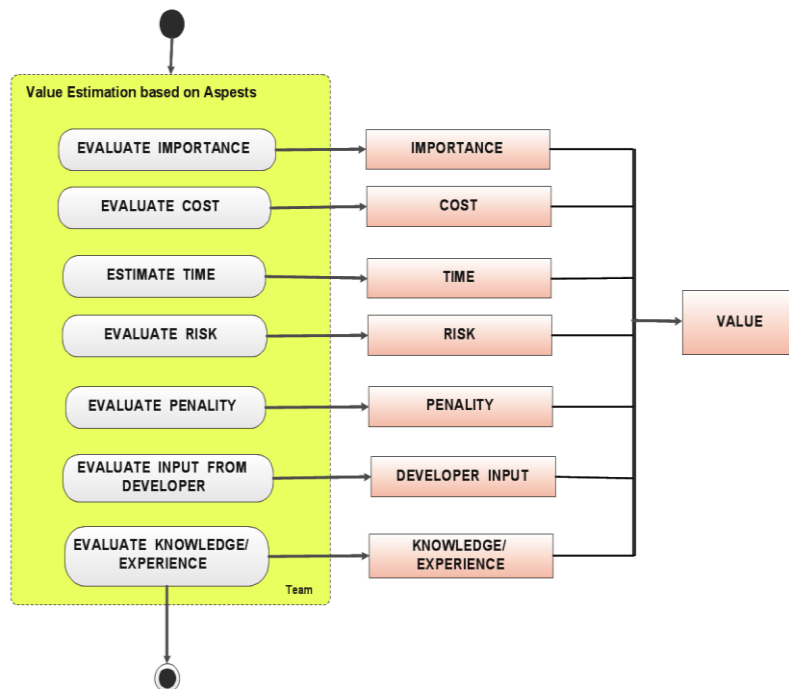 Value Estimation based on Aspests
EVALUATE IMPORTANCE
IMPORTANCE
EVALUATE COST
COST
ESTIMATE TIME
TIME
EVALUATE RISK
RISK
VALUE
EVALUATE PENALITY
PENALITY
EVALUATE INPUT FROM
DEVELOPER
DEVELOPER INPUT
EVALUATE KNOWLEDGE/
EXPERIENCE
KNOWLEDGE/
EXPERIENCE
Team